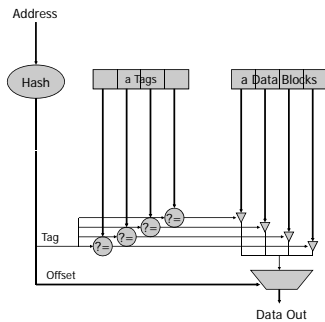 Address
Hash
a Tags
a Data Blocks
?=
?=
?=
?=
Tag
Offset
Data Out